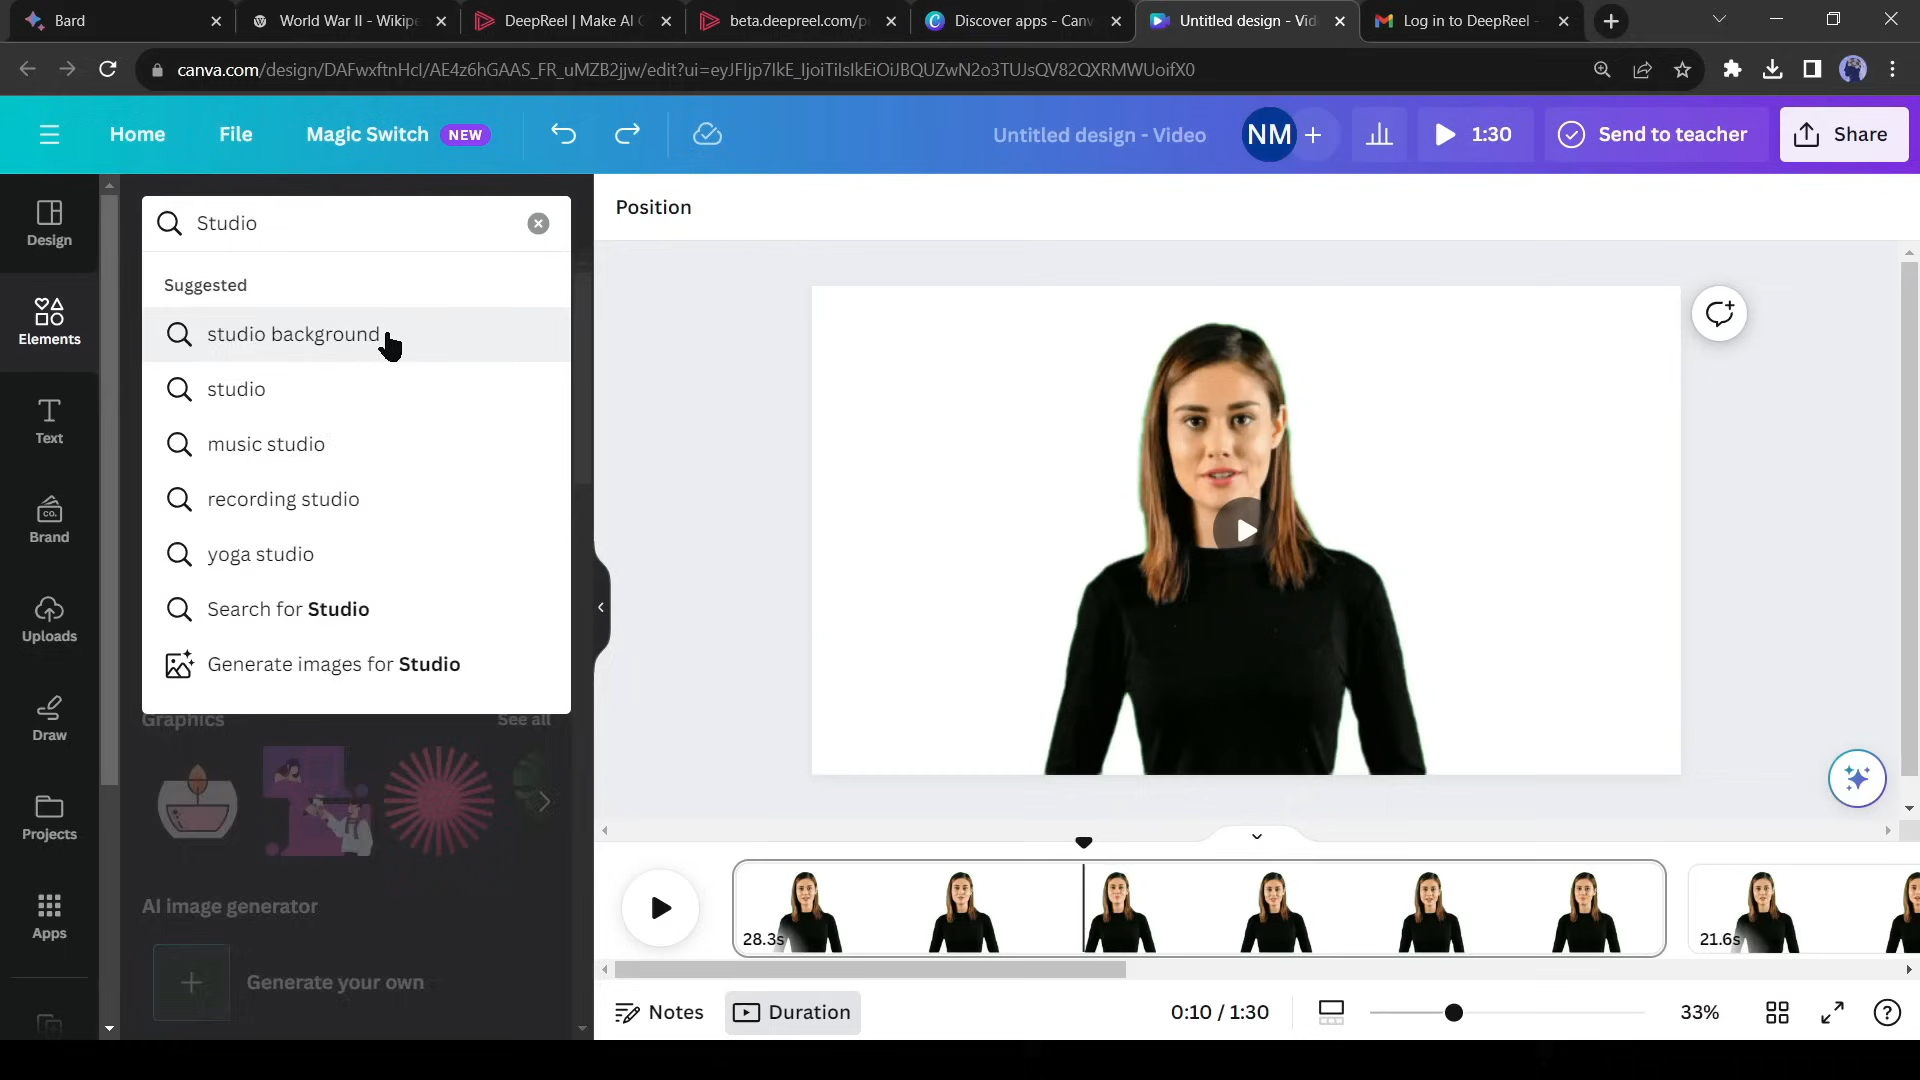 Bard
World War II - Wikipe
DeepReel | Make AI
beta.deepreel.com/p
Discover apps - Canv
Untitled design - Vid
Log in to DeepReel -
canva.com/design/DAFwxftnHcI/AE4z6hGAAS_FR_uMZB2jjw/edit?ui=eyJFIjp7IkE_IjoiTiIsIkEiOiJBQUZwN2o3TUJsQV82QXRMWUoifX0
Home
File
Magic Switch NEW
Untitled design - Video
NM
1:30
Send to teacher
Share
Design
Elements
Text
Brand
CO.
Uploads
Draw
Projects
Apps
Studio
Suggested
studio background
studio
music studio
recording studio
yoga studio
Search for Studio
Generate images for Studio
Graphics
See all
AI image generator
Generate your own
Position
28.3s
21.6s
Notes
Duration
0:10 / 1:30
33%